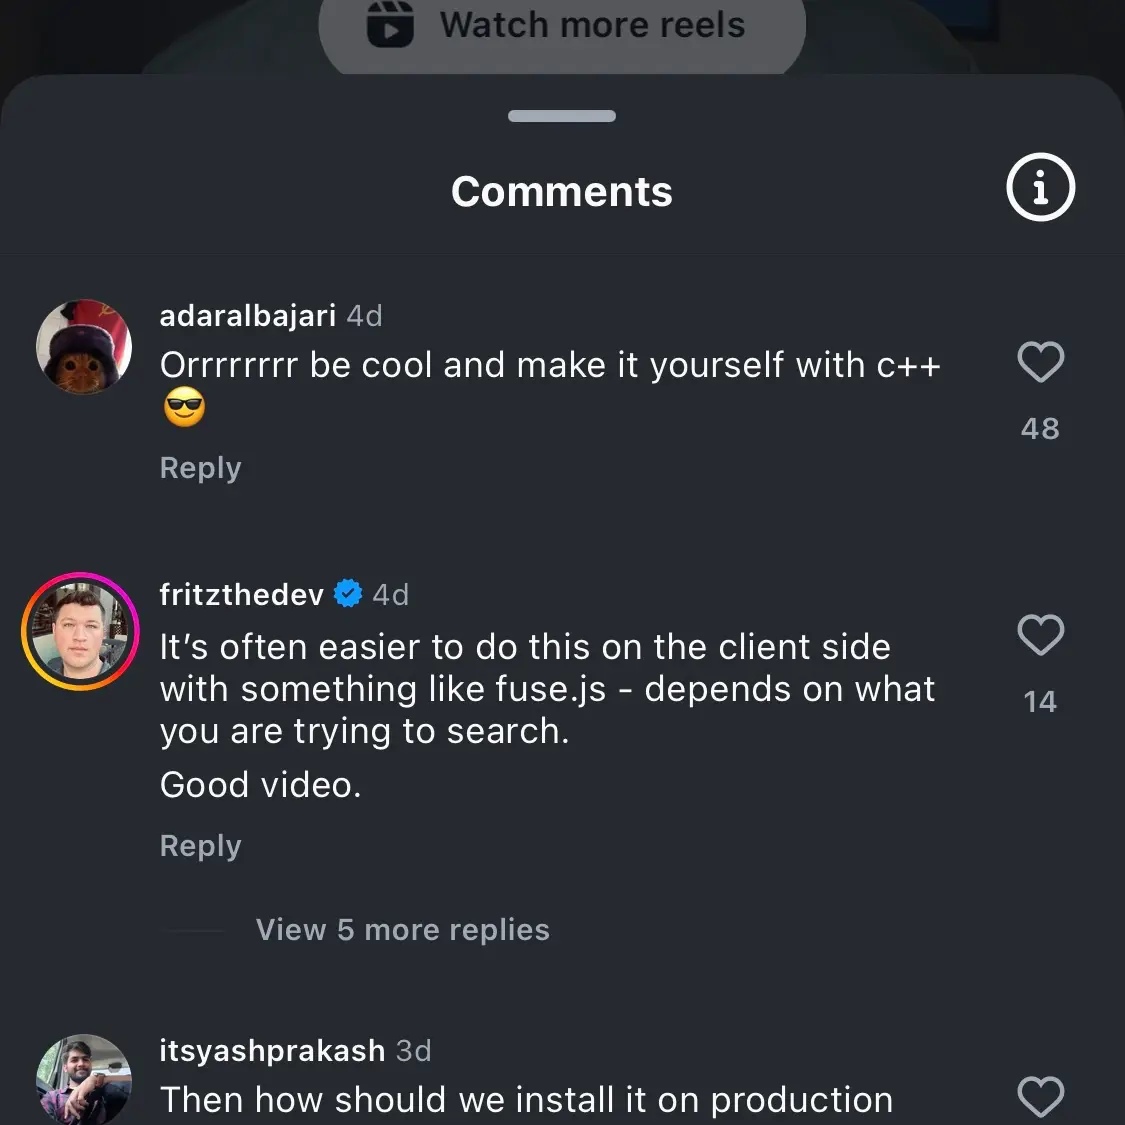 Watch more reels
Comments
adaralbajari 4d
Orrrrrrrr be cool and make it yourself with c++
😎
48
Reply
fritzthedev 4d
It’s often easier to do this on the client side
with something like fuse.js - depends on what
you are trying to search.
14
Good video.
Reply
View 5 more replies
itsyashprakash 3d
Then how should we install it on production